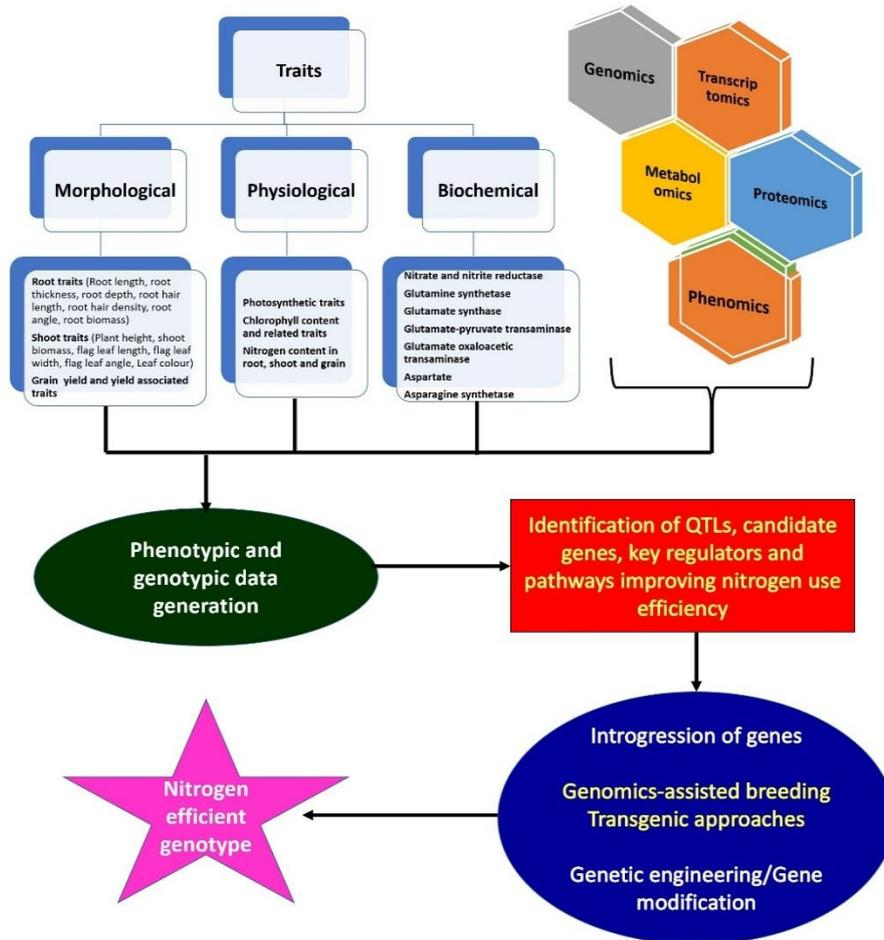 Traits
Morphological
Physiological
Biochemical
Root traits (Root length, root
thickness, root depth, root hair
length, root hair density, root
angle, root biomass)
Shoot traits (Plant height, shoot
biomass, flag leaf length, flag leaf
width, flag leaf angle, Leaf colour)
Grain yield and yield associated
traits
Photosynthetic traits
Chlorophyll content
and related traits
Nitrogen content in
root, shoot and grain
Nitrate and nitrite reductase
Glutamine synthetase
Glutamate synthase
Glutamate-pyruvate transaminase
Glutamate oxaloacetic
transaminase
Aspartate
Asparagine synthetase
Genomics
Transcrip
tomics
Metabol
omics
Proteomics
Phenomics
Phenotypic and
genotypic data
generation
Identification of QTLs, candidate
genes, key regulators and
pathways improving nitrogen use
efficiency
Introgression of genes
Genomics-assisted breeding
Transgenic approaches
Genetic engineering/Gene
modification
Nitrogen
efficient
genotype